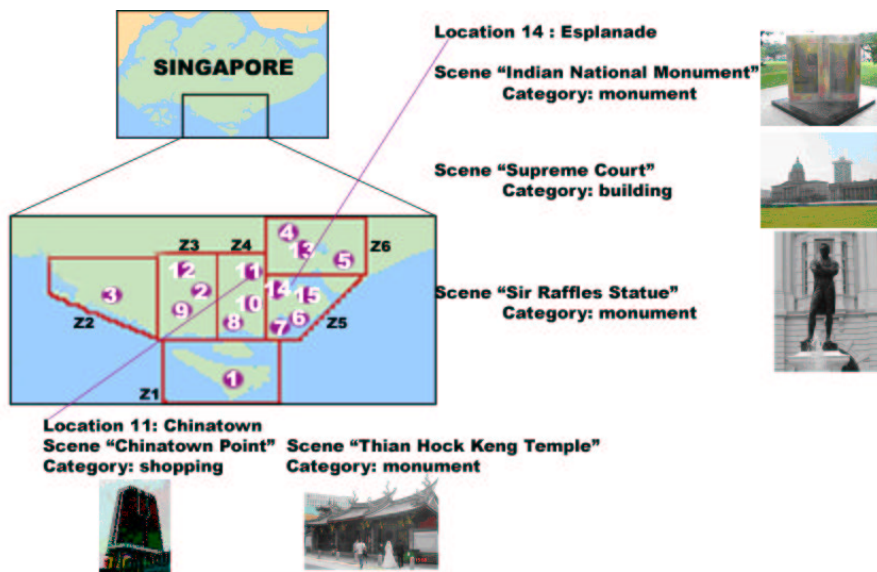 SINGAPORE
Location 14 : Esplanade
Scene “Indian National Monument”
Category: monument
Scene “Supreme Court”
Category: building
Scene “Sir Raffles Statue”
Category: monument
Z3
Z4
Z6
4
13
5
12
2
9
11
10
8
14
15
6
7
3
Z2
Z5
1
Z1
Location 11: Chinatown
Scene “Chinatown Point”
Category: shopping
Scene “Thian Hock Keng Temple”
Category: monument